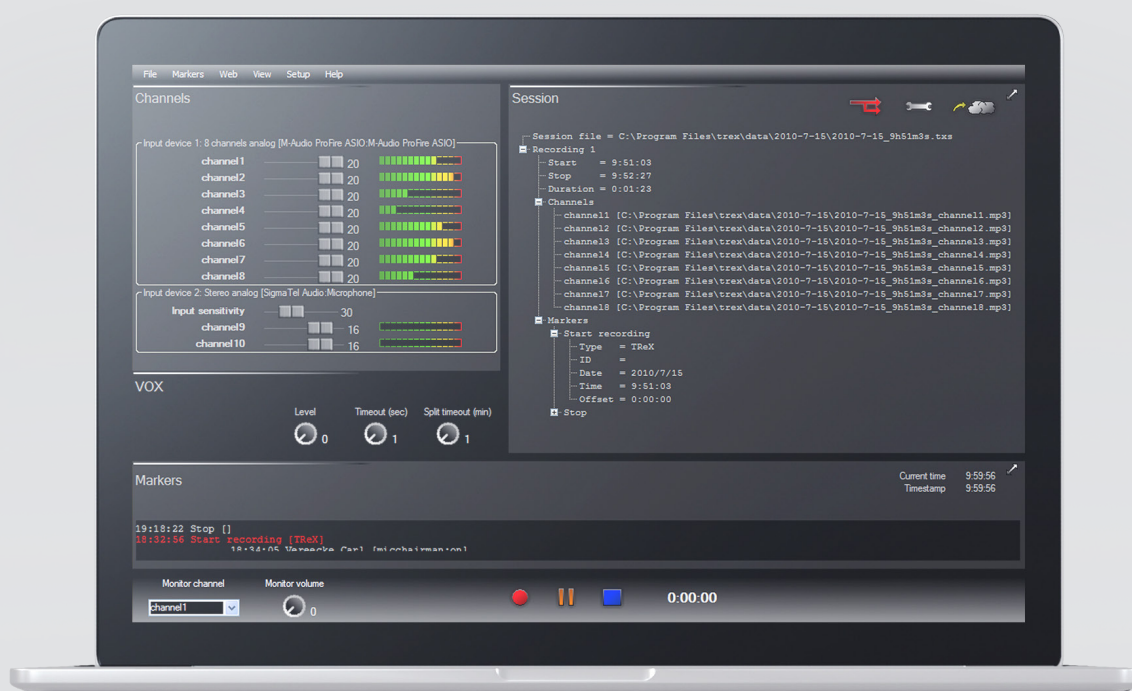 File Markers Web View Setup Help
Channels
Input device 1: 8 channels analog [M-Audio ProFire ASIO:M-Audio ProFire ASIO]
channel1 20
channel2 20
channel3 20
channel4 20
channel5 20
channel6 20
channel7 20
channel8 20
Input device 2: Stereo analog [SigmaTel Audio:Microphone]
Input sensitivity 30
channel9 16
channel10 16
VOX
Level Timeout (sec) Split timeout (min)
0 1 1
Session
Session file = C:\Program Files\trex\data\2010-7-15\2010-7-15_9h51m3s.txs
Recording 1
Start = 9:51:03
Stop = 9:52:27
Duration = 0:01:23
Channels
channel1 [C:\Program Files\trex\data\2010-7-15\2010-7-15_9h51m3s_channel1.mp3]
channel2 [C:\Program Files\trex\data\2010-7-15\2010-7-15_9h51m3s_channel2.mp3]
channel3 [C:\Program Files\trex\data\2010-7-15\2010-7-15_9h51m3s_channel3.mp3]
channel4 [C:\Program Files\trex\data\2010-7-15\2010-7-15_9h51m3s_channel4.mp3]
channel5 [C:\Program Files\trex\data\2010-7-15\2010-7-15_9h51m3s_channel5.mp3]
channel6 [C:\Program Files\trex\data\2010-7-15\2010-7-15_9h51m3s_channel6.mp3]
channel7 [C:\Program Files\trex\data\2010-7-15\2010-7-15_9h51m3s_channel7.mp3]
channel8 [C:\Program Files\trex\data\2010-7-15\2010-7-15_9h51m3s_channel8.mp3]
Markers
Start recording
Type = TReX
ID =
Date = 2010/7/15
Time = 9:51:03
Offset = 0:00:00
Stop
Markers
Current time 9:59:56
Timestamp 9:59:56
19:18:22 Stop []
18:32:56 Start recording [TReX]
18:34:05 Vereecke Carl [micchairman:on]
Monitor channel Monitor volume
channel1 0
0:00:00